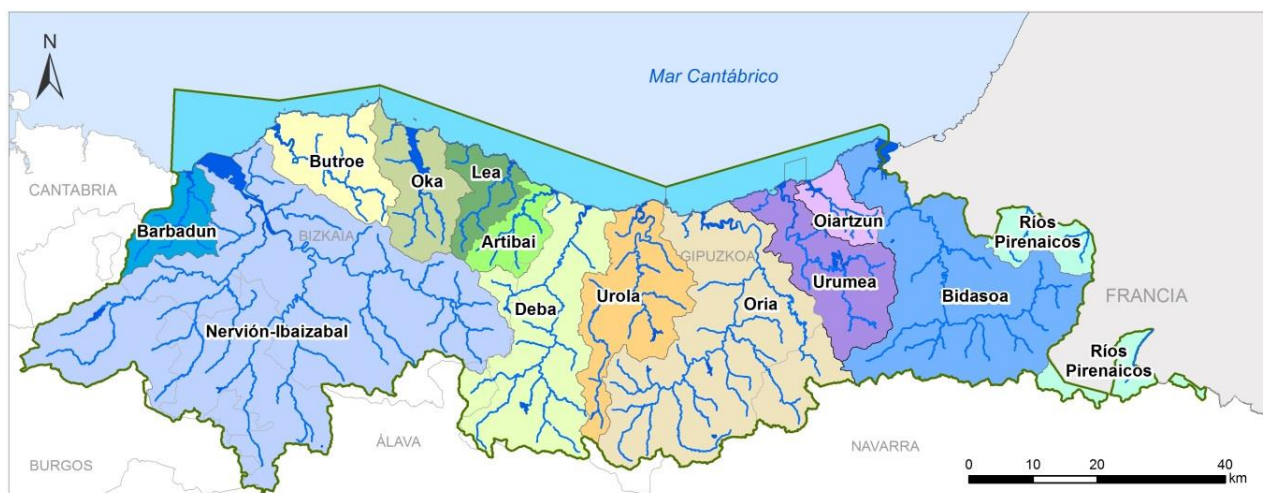 N
Mar Cantábrico
Butroe
Oka
Lea
CANTABRIA
Barbadun
BIZKAIA
Artibai
GIPUZKOA
Oiartzun
Ríos
Pirenaicos
Urumea
Deba
Urola
Oria
Bidasoa
FRANCIA
Nervión-Ibaizabal
Ríos
Pirenaicos
ÁLAVA
NAVARRA
BURGOS
0 10 20 40
km